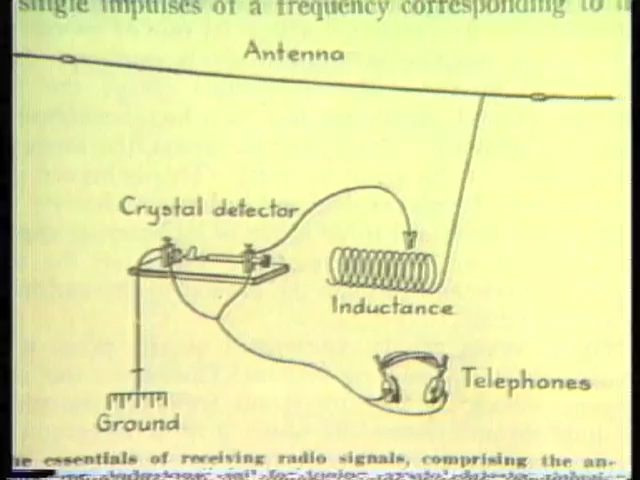 single impulses of a frequency corresponding to
Antenna
Crystal detector
Inductance
Telephones
Ground
essentials of receiving radio signals, comprising the an-